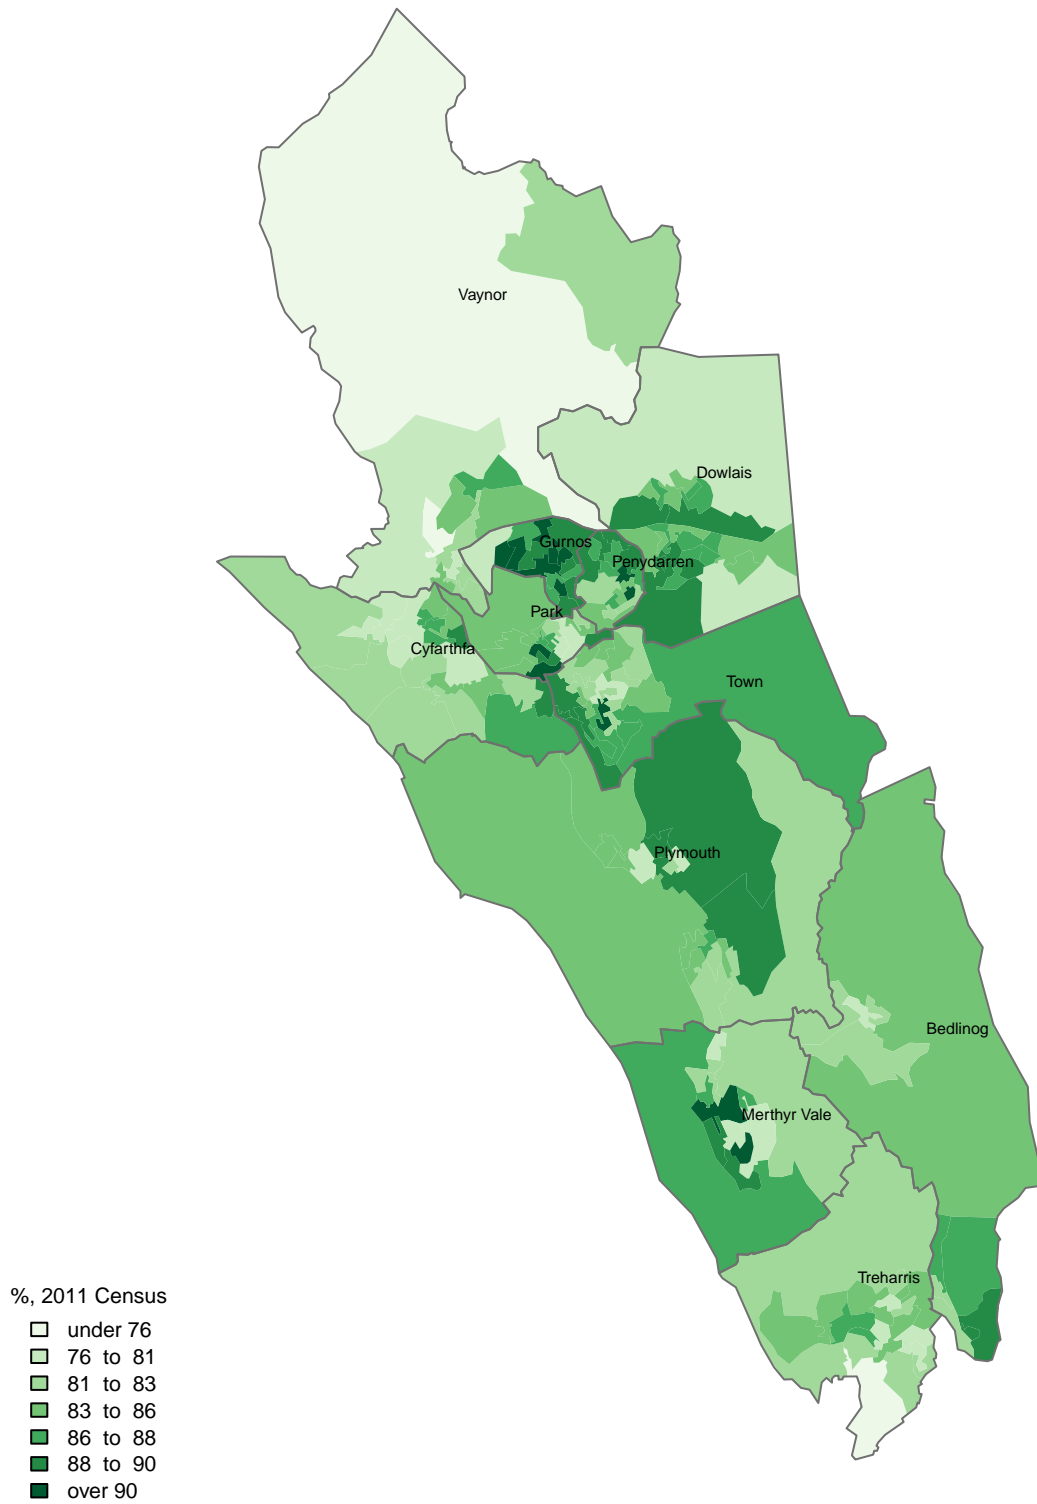 Vaynor
Dowlais
Gurnos
Penydarren
Park
Cyfarthfa
Town
Plymouth
Bedlinog
Merthyr Vale
Treharris
%, 2011 Census
under 76
76 to 81
81 to 83
83 to 86
86 to 88
88 to 90
over 90